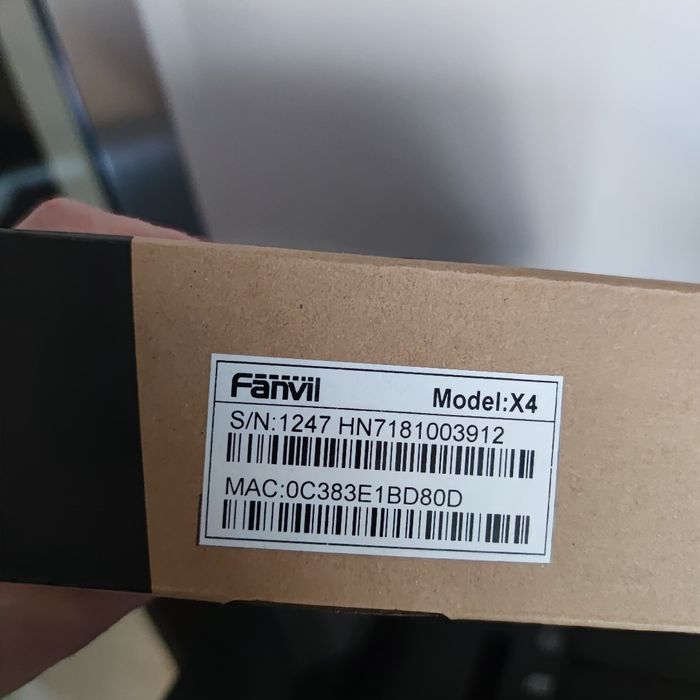 Fanvil
Model:X4
S/N:1247 HN7181003912
MAC:0C383E1BD80D